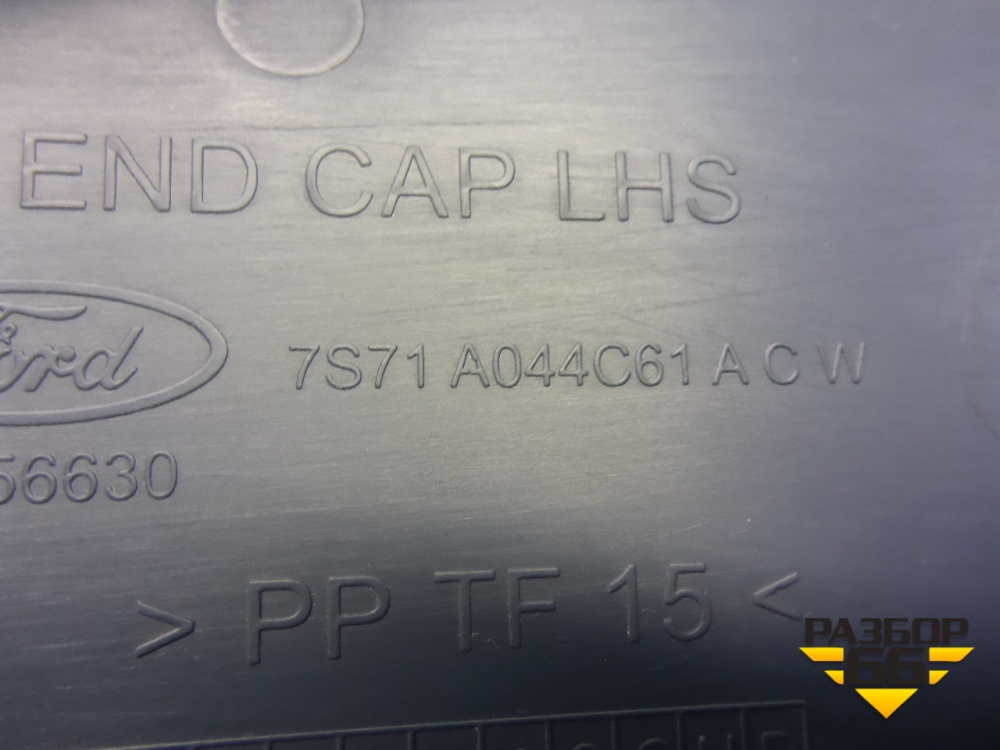 END CAP LHS
Ford
7S71 A044C61 A C W
56630
> PP TF 15 <
РАЗБОР
66